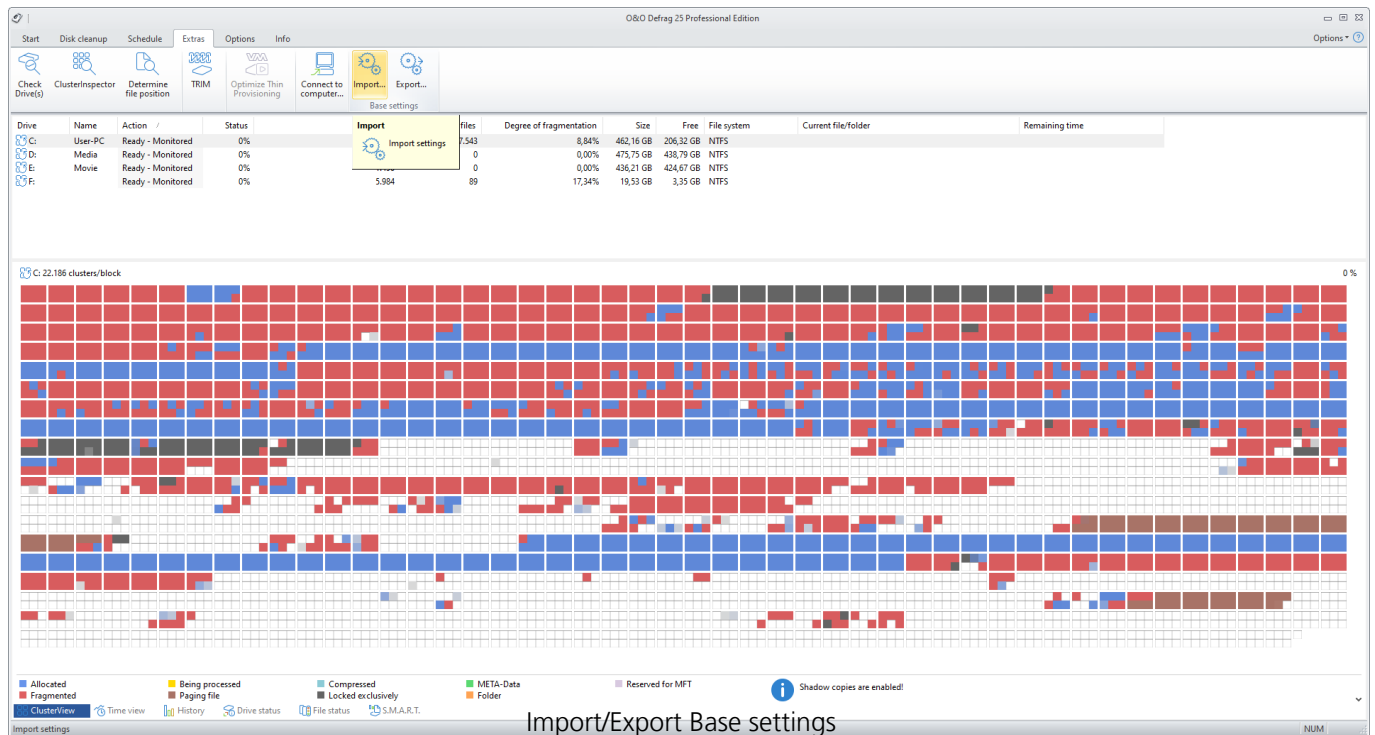 O&O Defrag 25 Professional Edition
Start Disk cleanup Schedule Extras Options Info Options
Check Drive(s)
ClusterInspector
Determine file position
TRIM
Optimize Thin Provisioning
Connect to computer...
Import...
Export...
Base settings
Drive Name Action Status files Degree of fragmentation Size Free File system Current file/folder Remaining time
C: User-PC Ready - Monitored 0% 7.543 8,84% 462,16 GB 206,32 GB NTFS
D: Media Ready - Monitored 0% 0 0,00% 475,75 GB 438,79 GB NTFS
E: Movie Ready - Monitored 0% 0 0,00% 436,21 GB 424,67 GB NTFS
F: Ready - Monitored 0% 5.984 89 17,34% 19,53 GB 3,35 GB NTFS
Import
Import settings
C: 22.186 clusters/block 0 %
Allocated Being processed Compressed META-Data Reserved for MFT
Fragmented Paging file Locked exclusively Folder
Shadow copies are enabled!
ClusterView Time view History Drive status File status S.M.A.R.T.
Import/Export Base settings
Import settings NUM